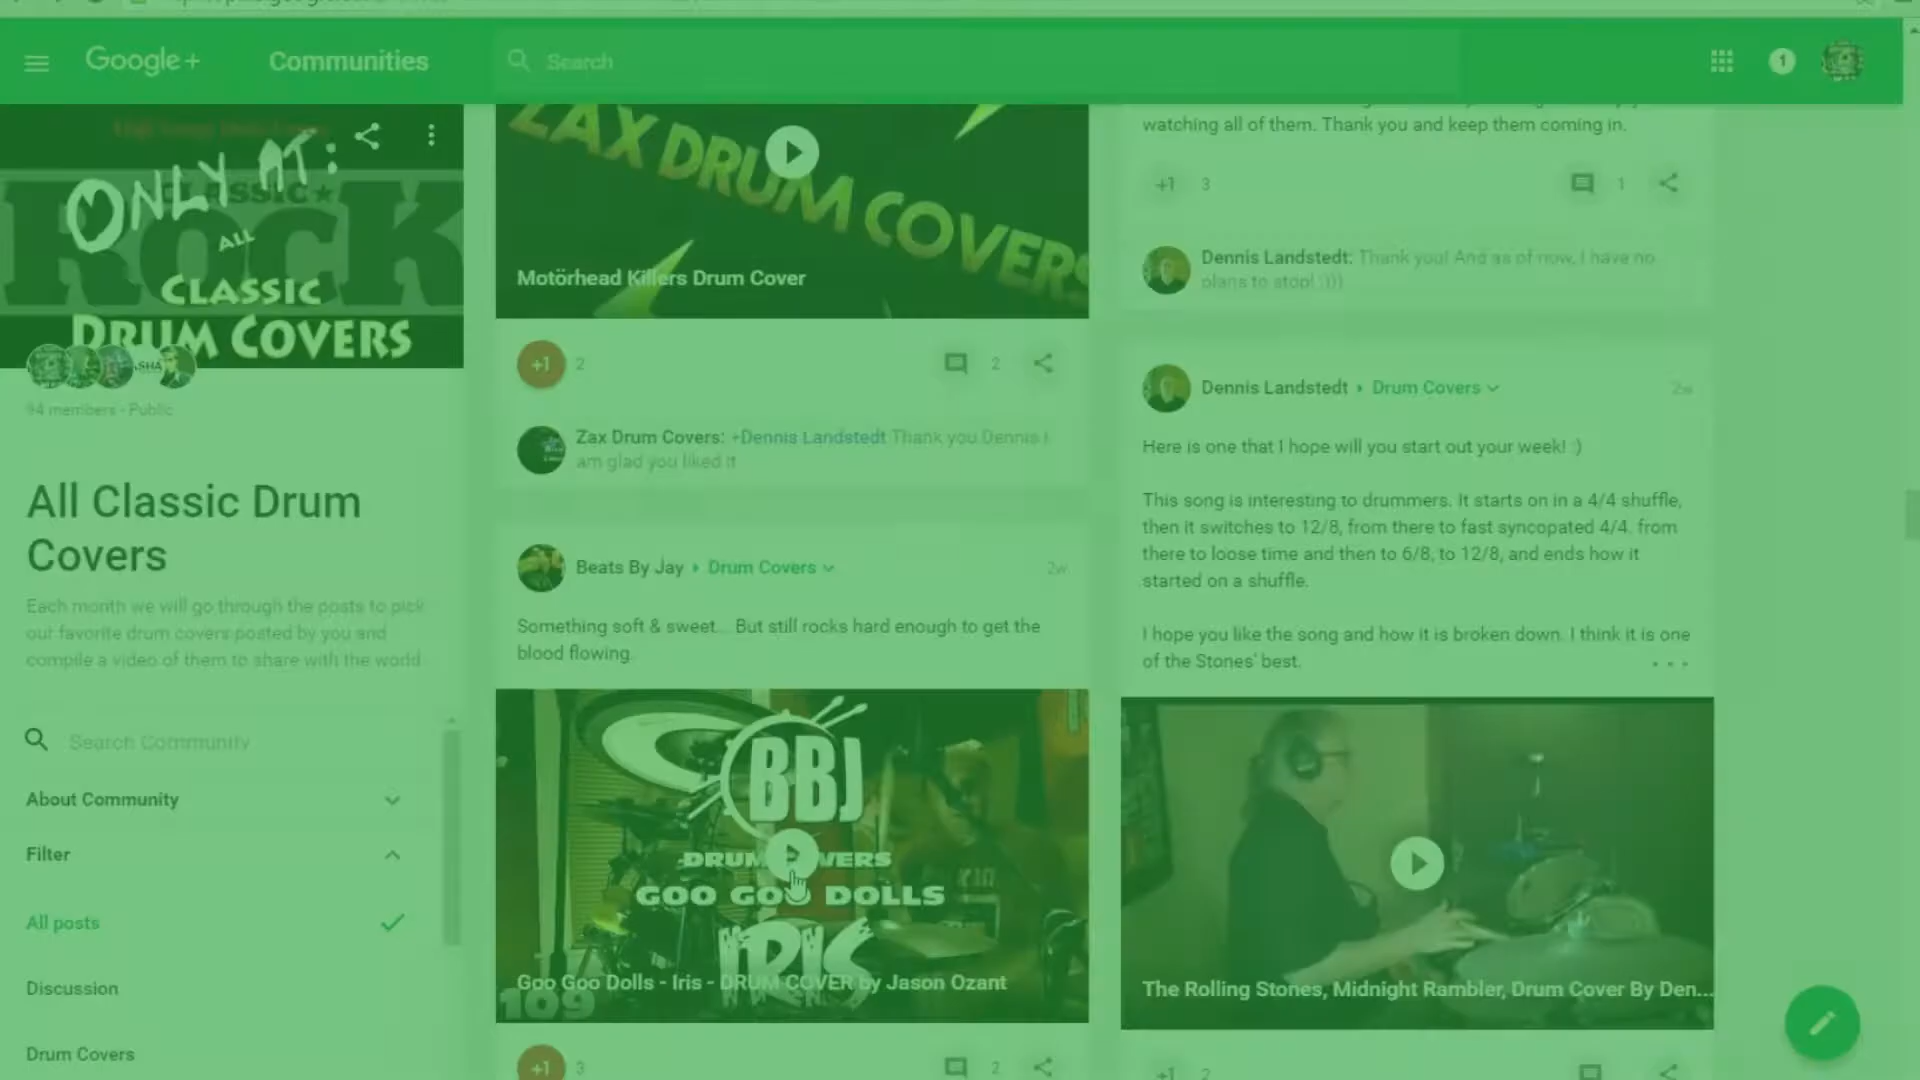 Google+
Communities
Search
1
ONLY AT:
CLASSIC
ROCK
ALL
CLASSIC
DRUM COVERS
94 members - Public
All Classic Drum
Covers
Each month we will go through the posts to pick
our favorite drum covers posted by you and
compile a video of them to share with the world
Search Community
About Community
Filter
All posts
Discussion
Drum Covers
ZAX DRUM COVERS
Motörhead Killers Drum Cover
+1 2
2
Zax Drum Covers: +Dennis Landstedt Thank you Dennis I
am glad you liked it
Beats By Jay Drum Covers 2w
Something soft & sweet... But still rocks hard enough to get the
blood flowing.
BBJ
GOO GOO DOLLS
IRIS
Goo Goo Dolls - Iris - DRUM COVER by Jason Ozant
109
+1 3
2
watching all of them. Thank you and keep them coming in.
+1 3
1
Dennis Landstedt: Thank you! And as of now, I have no
plans to stop! :)))
Dennis Landstedt Drum Covers 2w
Here is one that I hope will you start out your week! :)
This song is interesting to drummers. It starts on in a 4/4 shuffle,
then it switches to 12/8, from there to fast syncopated 4/4. from
there to loose time and then to 6/8, to 12/8, and ends how it
started on a shuffle.
I hope you like the song and how it is broken down. I think it is one
of the Stones' best.
The Rolling Stones, Midnight Rambler, Drum Cover By Den...
+1 2